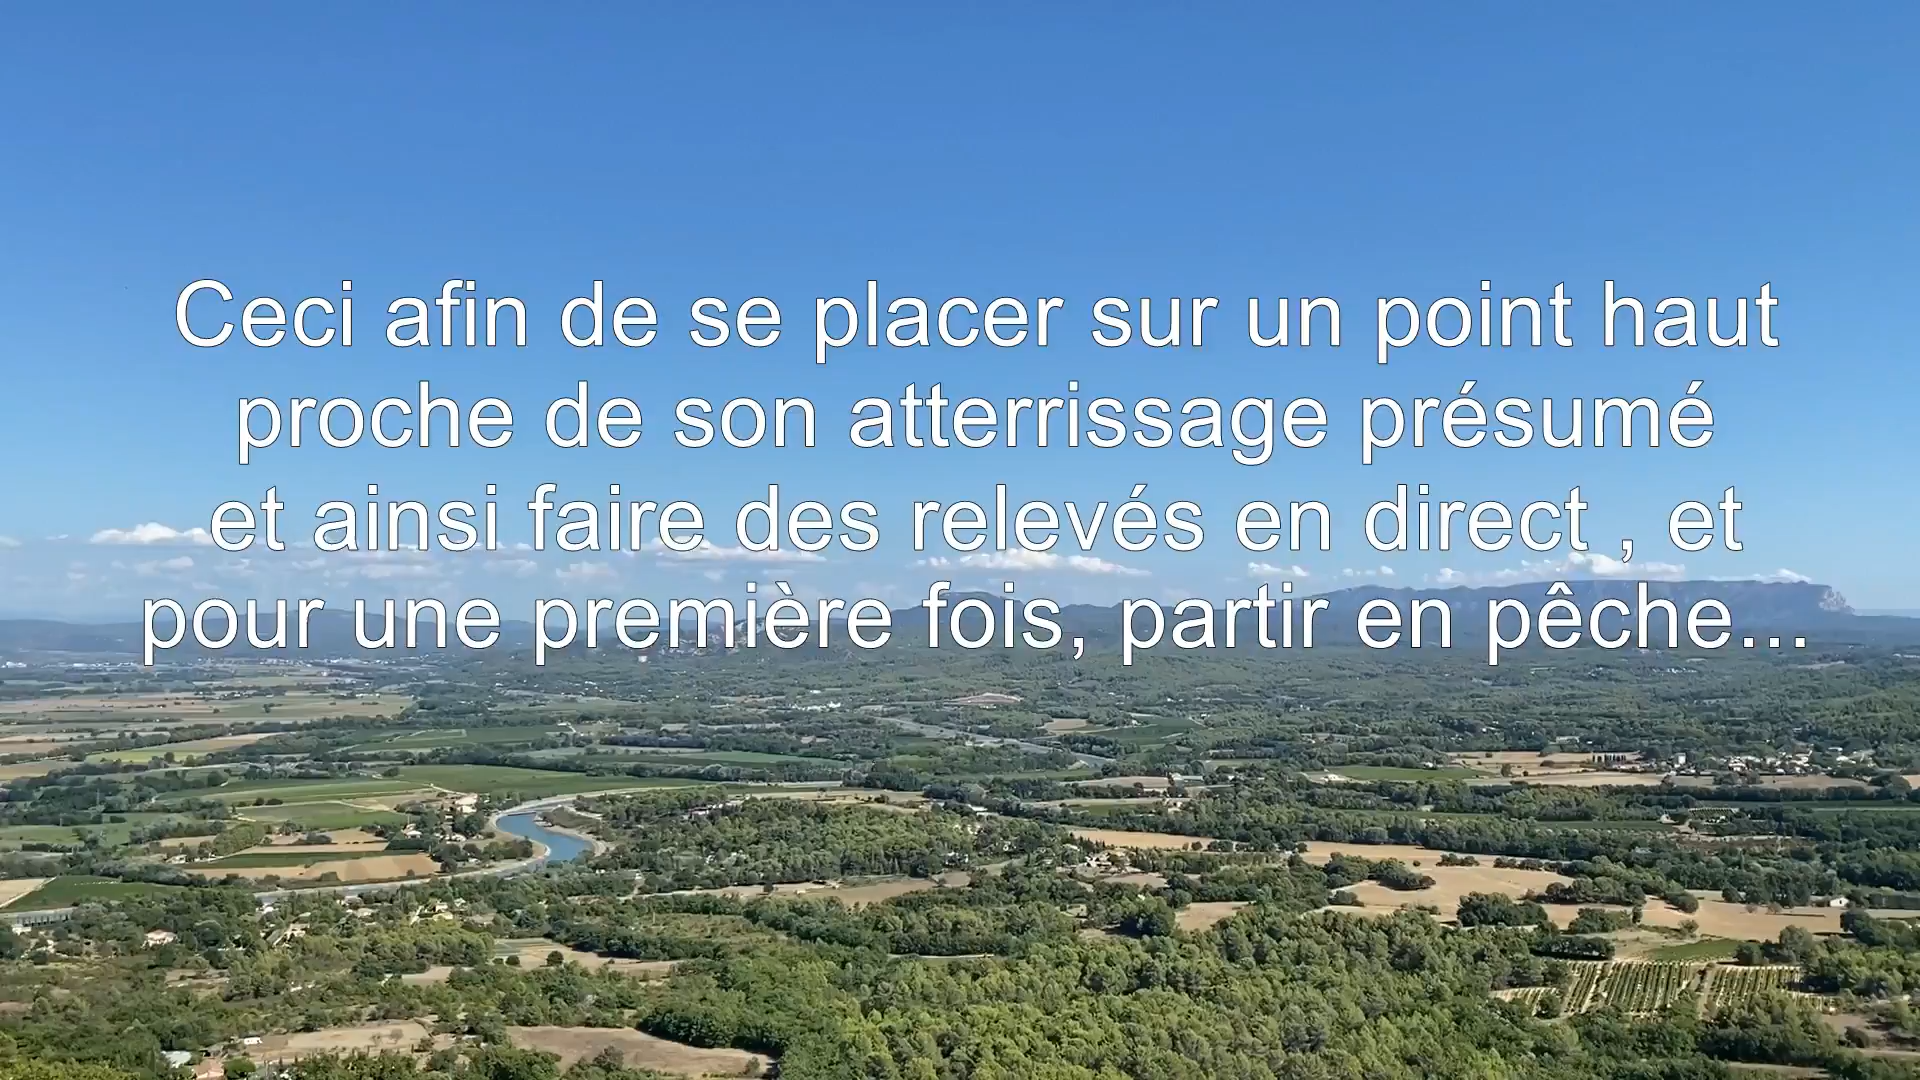 Ceci afin de se placer sur un point haut
proche de son atterrissage présumé
et ainsi faire des relevés en direct , et
pour une première fois, partir en pêche...